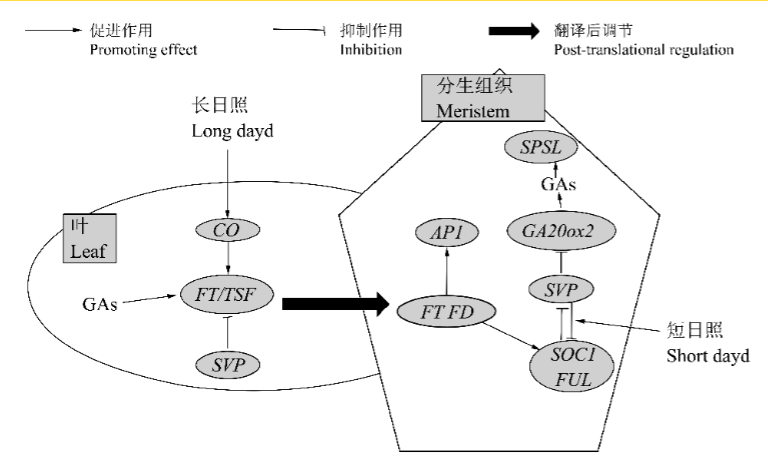 促进作用
Promoting effect
抑制作用
Inhibition
翻译后调节
Post-translational regulation
分生组织
Meristem
长日照
Long dayd
SPSL
GAs
叶
Leaf
CO
AP1
GA20ox2
GAs
FT/TSF
SVP
FT FD
短日照
Short dayd
SVP
SOC1
FUL